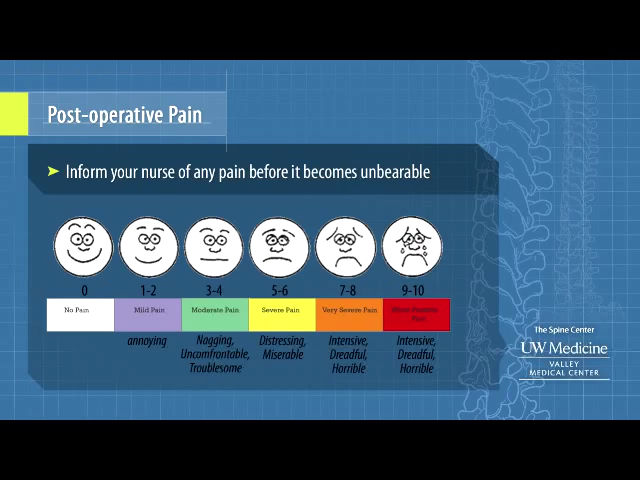 Post-operative Pain
Inform your nurse of any pain before it becomes unbearable
0 1-2 3-4 5-6 7-8 9-10
No Pain Mild Pain Moderate Pain Severe Pain Very Severe Pain
Pain
annoying
Nagging,
Uncomfrontable,
Troublesome
Distressing,
Miserable
Intensive,
Dreadful,
Horrible
Intensive,
Dreadful,
Horrible
The Spine Center
UW Medicine
VALLEY
MEDICAL CENTER